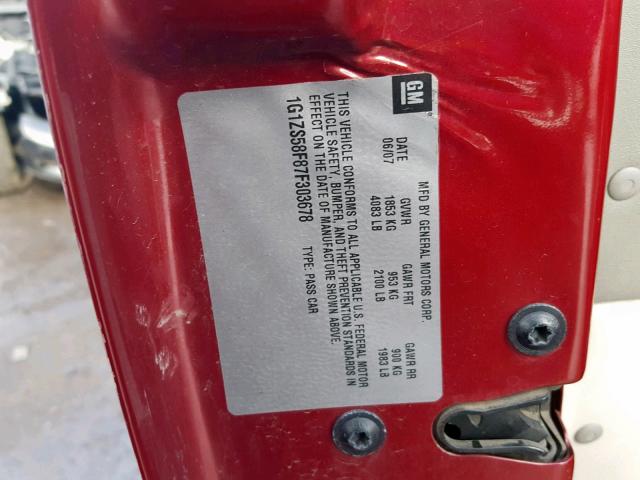 GM
MFD BY GENERAL MOTORS CORP.
DATE GVWR GAWR FRT GAWR RR
06/07 1853 KG 953 KG 900 KG
4083 LB 2100 LB 1983 LB
THIS VEHICLE CONFORMS TO ALL APPLICABLE U.S. FEDERAL MOTOR
VEHICLE SAFETY, BUMPER, AND THEFT PREVENTION STANDARDS IN
EFFECT ON THE DATE OF MANUFACTURE SHOWN ABOVE.
1G1ZS58F87F303678 TYPE: PASS CAR